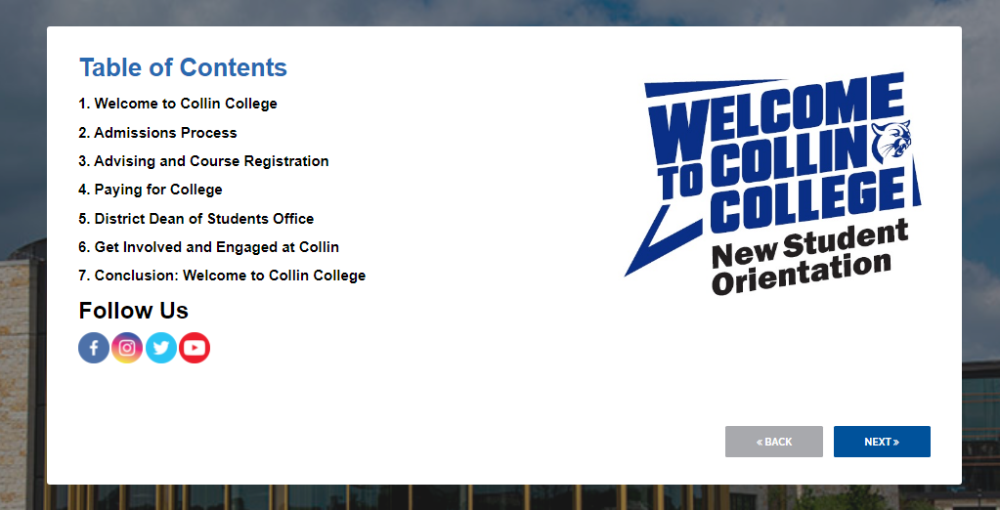 Table of Contents
1. Welcome to Collin College
2. Admissions Process
3. Advising and Course Registration
4. Paying for College
5. District Dean of Students Office
6. Get Involved and Engaged at Collin
7. Conclusion: Welcome to Collin College
Follow Us
WELCOME
TO COLLIN
COLLEGE
New Student
Orientation
« BACK
NEXT »